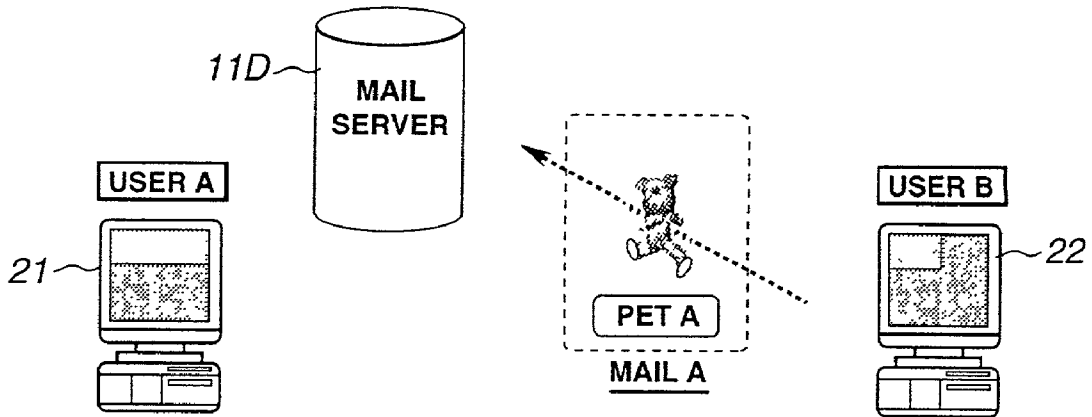 11D
MAIL
SERVER
USER A
USER B
21
22
PET A
MAIL A